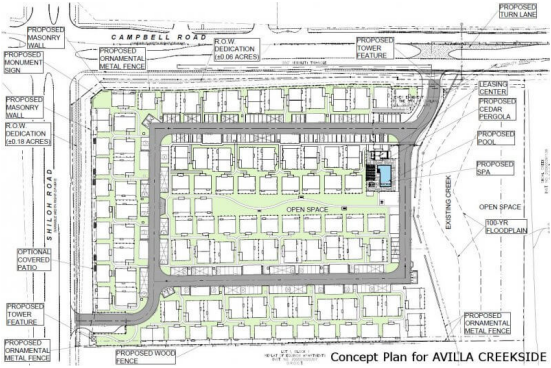 PROPOSED
MASONRY
WALL
CAMPBELL ROAD
PROPOSED
ORNAMENTAL
METAL FENCE
R.O.W
DEDICATION
(±0.06 ACRES)
PROPOSED
TOWER
FEATURE
PROPOSED
TURN LANE
PROPOSED
MONUMENT
SIGN
PROPOSED
MASONRY
WALL
R.O.W
DEDICATION
(±0.18 ACRES)
SHILOH ROAD
LEASING
CENTER
PROPOSED
CEDAR
PERGOLA
PROPOSED
POOL
PROPOSED
SPA
OPEN SPACE
EXISTING CREEK
OPEN SPACE
100-YR
FLOODPLAIN
OPTIONAL
COVERED
PATIO
PROPOSED
TOWER
FEATURE
PROPOSED
ORNAMENTAL
METAL FENCE
PROPOSED WOOD
FENCE
PROPOSED
ORNAMENTAL
METAL FENCE
Concept Plan for AVILLA CREEKSIDE